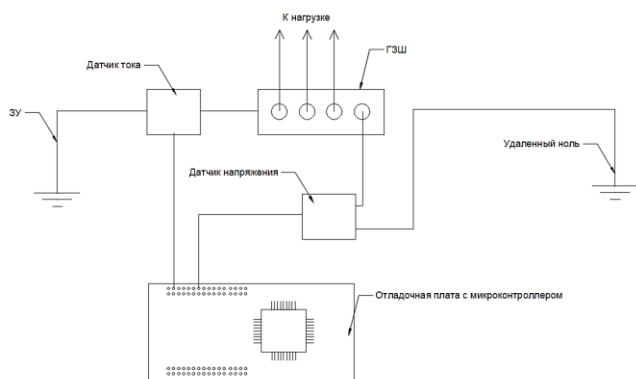 К нагрузке
ГЗШ
Датчик тока
ЗУ
Удаленный ноль
Датчик напряжения
Отладочная плата с микроконтроллером